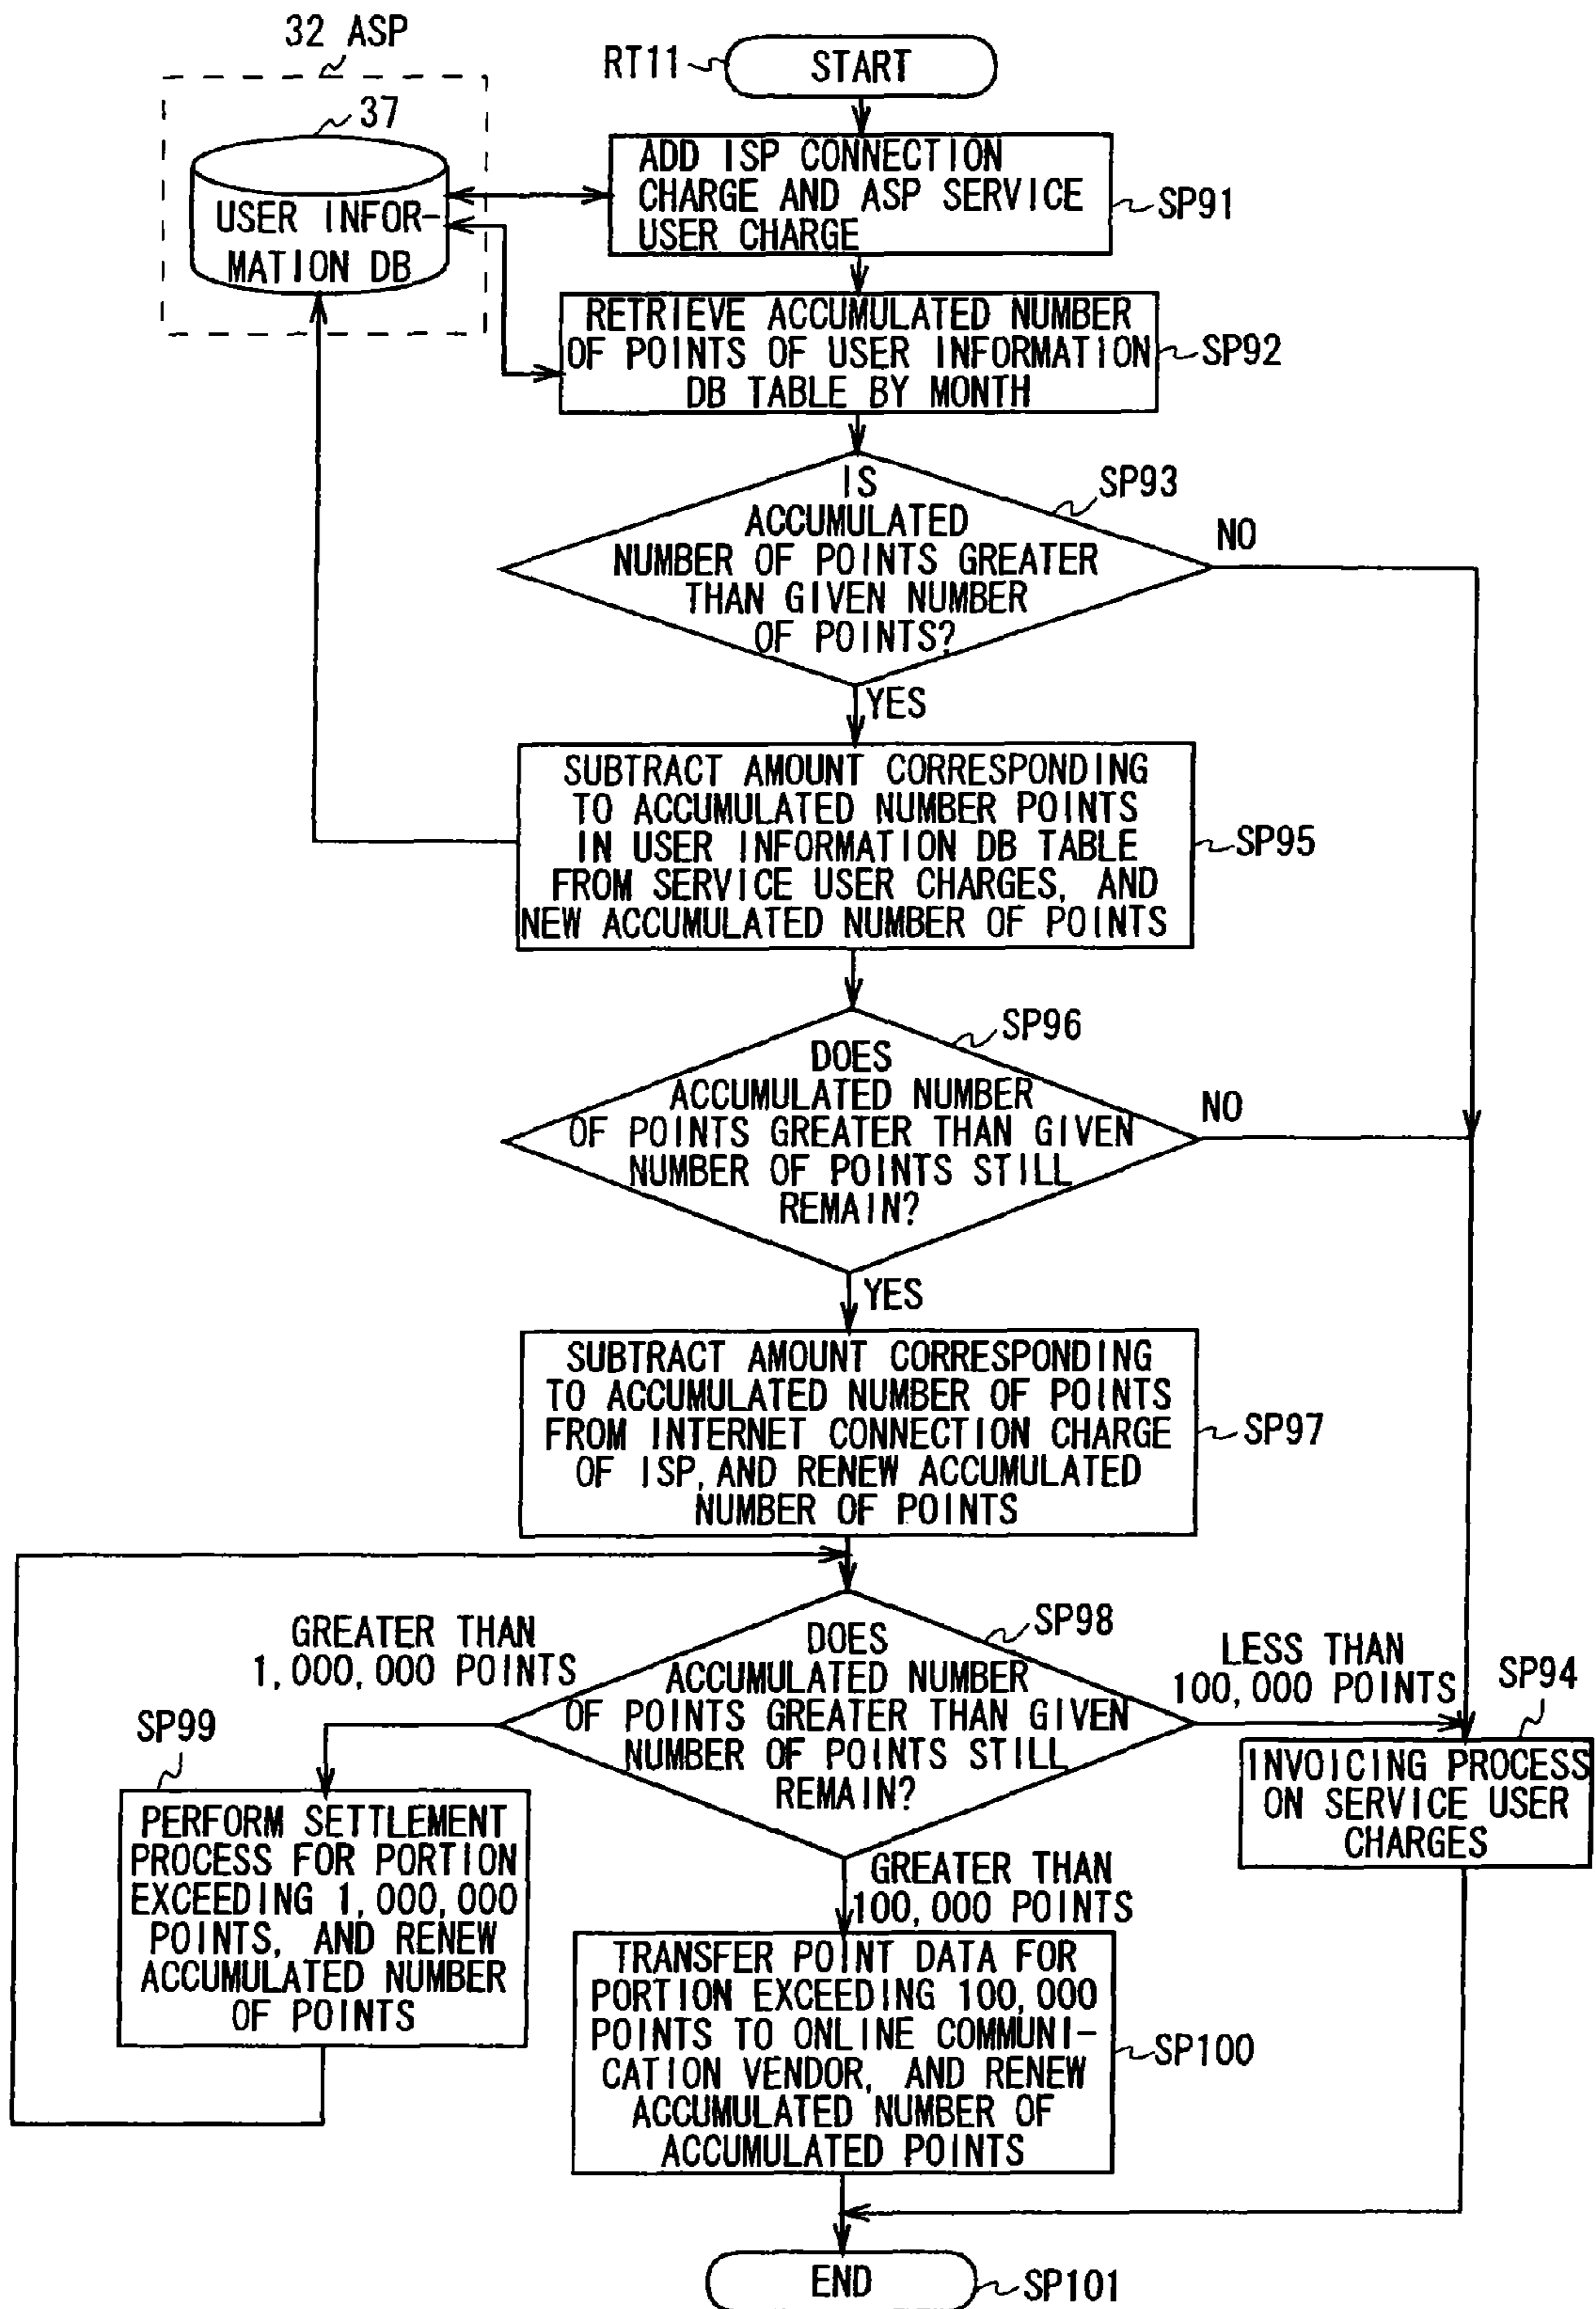 32 ASP
RT11
START
37
USER INFOR-
MATION DB
ADD ISP CONNECTION
CHARGE AND ASP SERVICE
USER CHARGE
SP91
RETRIEVE ACCUMULATED NUMBER
OF POINTS OF USER INFORMATION
DB TABLE BY MONTH
SP92
IS
ACCUMULATED
NUMBER OF POINTS GREATER
THAN GIVEN NUMBER
OF POINTS?
SP93
NO
YES
SUBTRACT AMOUNT CORRESPONDING
TO ACCUMULATED NUMBER POINTS
IN USER INFORMATION DB TABLE
FROM SERVICE USER CHARGES, AND
NEW ACCUMULATED NUMBER OF POINTS
SP95
DOES
ACCUMULATED NUMBER
OF POINTS GREATER THAN GIVEN
NUMBER OF POINTS STILL
REMAIN?
SP96
NO
YES
SUBTRACT AMOUNT CORRESPONDING
TO ACCUMULATED NUMBER OF POINTS
FROM INTERNET CONNECTION CHARGE
OF ISP, AND RENEW ACCUMULATED
NUMBER OF POINTS
SP97
GREATER THAN
1,000,000 POINTS
DOES
ACCUMULATED NUMBER
OF POINTS GREATER THAN GIVEN
NUMBER OF POINTS STILL
REMAIN?
SP98
LESS THAN
100,000 POINTS
SP94
INVOICING PROCESS
ON SERVICE USER
CHARGES
SP99
PERFORM SETTLEMENT
PROCESS FOR PORTION
EXCEEDING 1,000,000
POINTS, AND RENEW
ACCUMULATED NUMBER
OF POINTS
GREATER THAN
100,000 POINTS
TRANSFER POINT DATA FOR
PORTION EXCEEDING 100,000
POINTS TO ONLINE COMMUNI-
CATION VENDOR, AND RENEW
ACCUMULATED NUMBER OF
ACCUMULATED POINTS
SP100
END
SP101